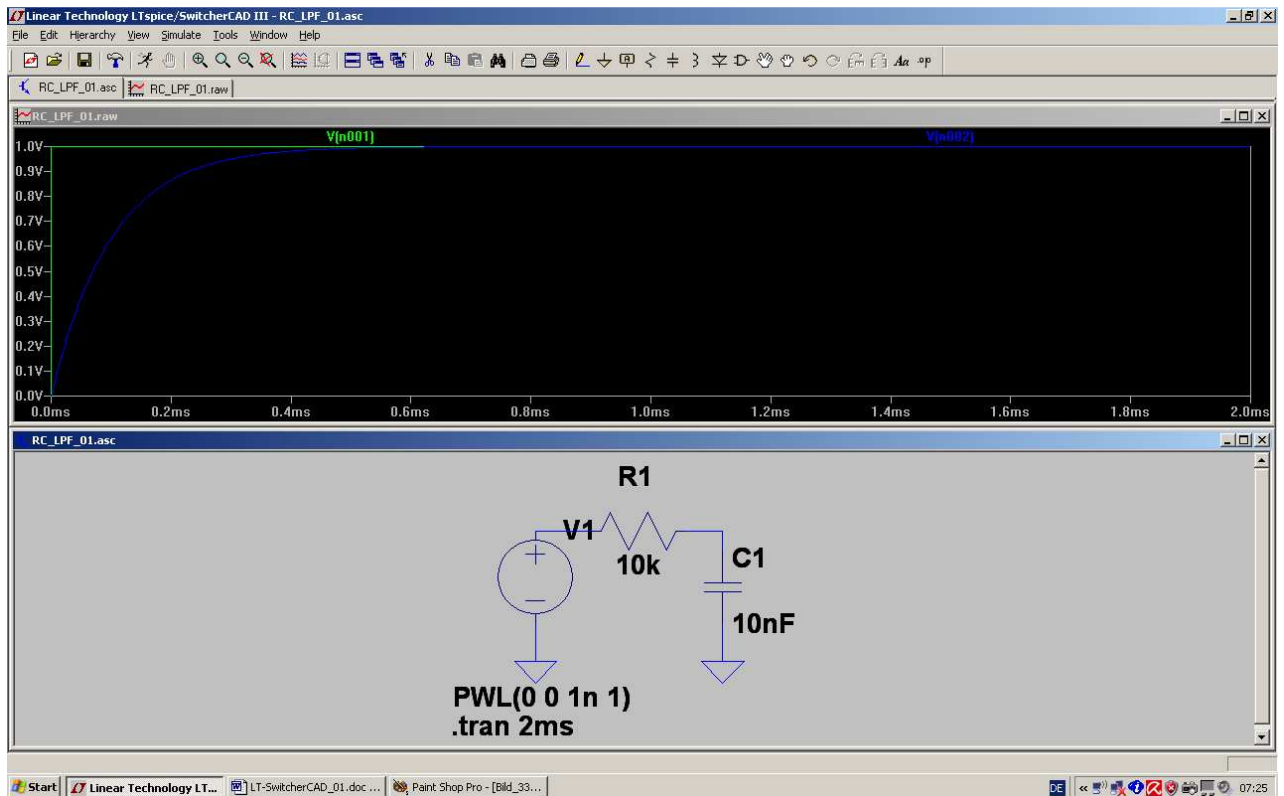 Linear Technology LTspice/SwitcherCAD III - RC_LPF_01.asc
File Edit Hierarchy View Simulate Tools Window Help
Aa .op
RC_LPF_01.asc RC_LPF_01.raw
RC_LPF_01.raw
V(n001) V(n002)
1.0V
0.9V
0.8V
0.7V
0.6V
0.5V
0.4V
0.3V
0.2V
0.1V
0.0V
0.0ms 0.2ms 0.4ms 0.6ms 0.8ms 1.0ms 1.2ms 1.4ms 1.6ms 1.8ms 2.0ms
RC_LPF_01.asc
R1
V1
10k
C1
10nF
PWL(0 0 1n 1)
.tran 2ms
Start Linear Technology LT... LT-SwitcherCAD_01.doc ... Paint Shop Pro - [Bild_33... DE « 07:25